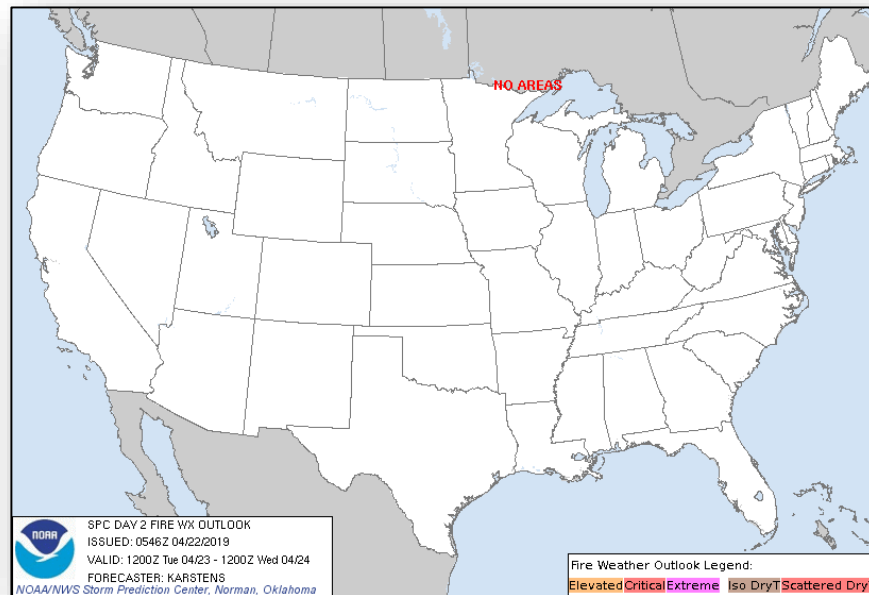 NO AREAS
NOAA
SPC DAY 2 FIRE WX OUTLOOK
ISSUED: 0546Z 04/22/2019
VALID: 1200Z Tue 04/23 - 1200Z Wed 04/24
FORECASTER: KARSTENS
NOAA/NWS Storm Prediction Center, Norman, Oklahoma
Fire Weather Outlook Legend:
Elevated Critical Extreme Iso DryT Scattered Dry